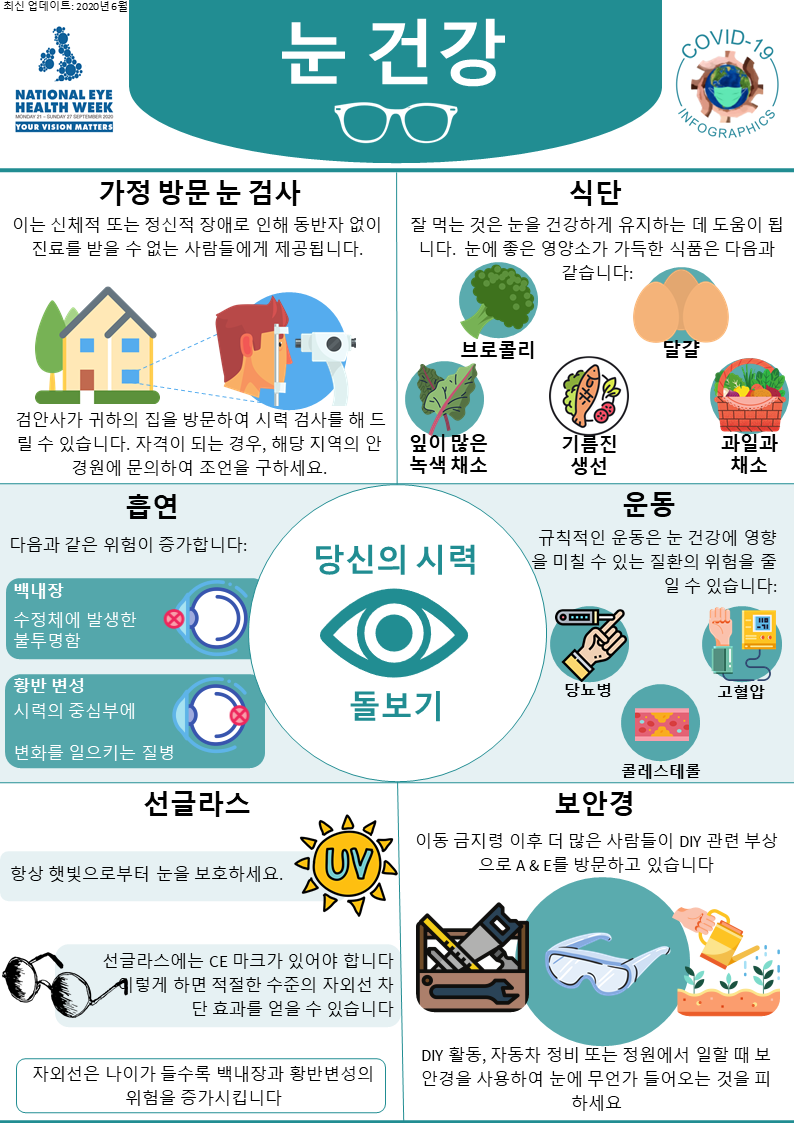 최신 업데이트: 2020년 6월
NATIONAL EYE
HEALTH WEEK
MONDAY 21 - SUNDAY 27 SEPTEMBER 2020
YOUR VISION MATTERS
눈 건강
COVID-19
INFOGRAPHICS
가정 방문 눈 검사
이는 신체적 또는 정신적 장애로 인해 동반자 없이
진료를 받을 수 없는 사람들에게 제공됩니다.
검안사가 귀하의 집을 방문하여 시력 검사를 해 드
릴 수 있습니다. 자격이 되는 경우, 해당 지역의 안
경원에 문의하여 조언을 구하세요.
식단
잘 먹는 것은 눈을 건강하게 유지하는 데 도움이 됩
니다. 눈에 좋은 영양소가 가득한 식품은 다음과
같습니다:
브로콜리
달걀
잎이 많은
녹색 채소
기름진
생선
과일과
채소
흡연
다음과 같은 위험이 증가합니다:
백내장
수정체에 발생한
불투명함
황반 변성
시력의 중심부에
변화를 일으키는 질병
당신의 시력
돌보기
운동
규칙적인 운동은 눈 건강에 영향
을 미칠 수 있는 질환의 위험을 줄
일 수 있습니다:
당뇨병
고혈압
콜레스테롤
선글라스
항상 햇빛으로부터 눈을 보호하세요.
UV
선글라스에는 CE 마크가 있어야 합니다
이렇게 하면 적절한 수준의 자외선 차
단 효과를 얻을 수 있습니다
자외선은 나이가 들수록 백내장과 황반변성의
위험을 증가시킵니다
보안경
이동 금지령 이후 더 많은 사람들이 DIY 관련 부상
으로 A & E를 방문하고 있습니다
DIY 활동, 자동차 정비 또는 정원에서 일할 때 보
안경을 사용하여 눈에 무언가 들어오는 것을 피
하세요